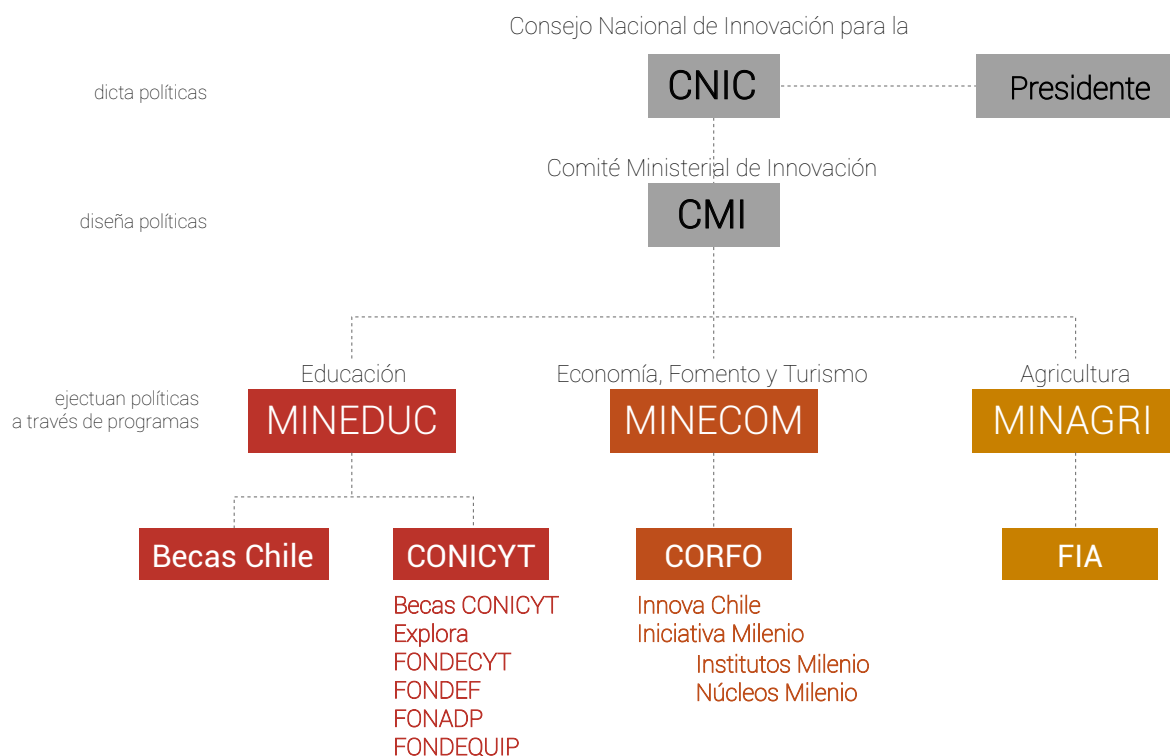 Consejo Nacional de Innovación para la
dicta políticas
CNIC
Presidente
Comité Ministerial de Innovación
diseña políticas
CMI
Educación
Economía, Fomento y Turismo
Agricultura
ejectuan políticas
a través de programas
MINEDUC
MINECOM
MINAGRI
Becas Chile
CONICYT
CORFO
FIA
Becas CONICYT
Explora
FONDECYT
FONDEF
FONADP
FONDEQUIP
Innova Chile
Iniciativa Milenio
Institutos Milenio
Núcleos Milenio